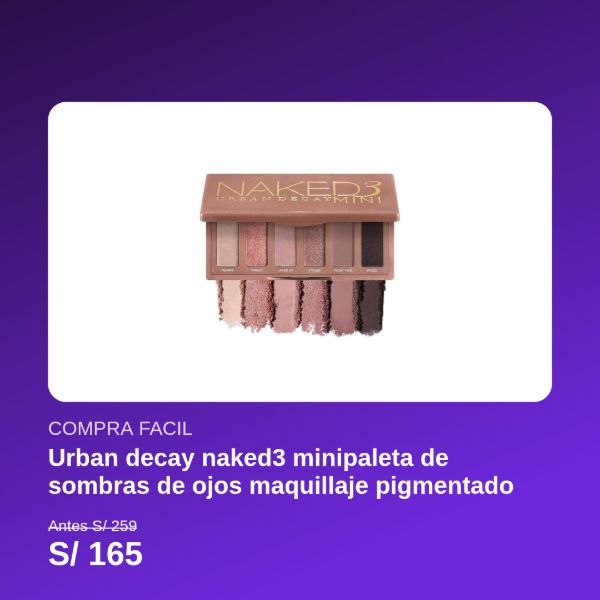 NAKED3
URBAN DECAY MINI
COMPRA FACIL
Urban decay naked3 minipaleta de
sombras de ojos maquillaje pigmentado
Antes S/ 259
S/ 165